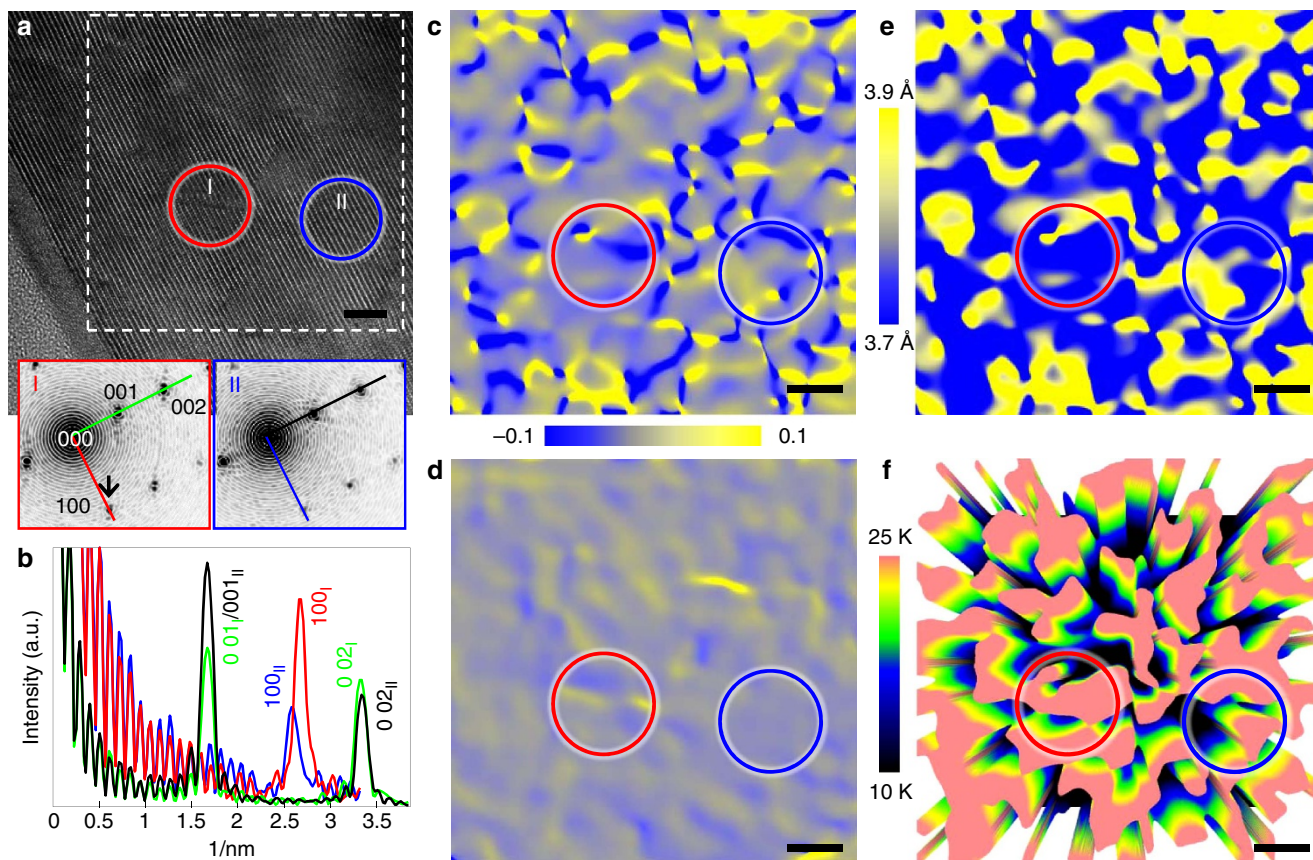 a
I
II
I
001
002
000
100
II
b
Intensity (a.u.)
0 01I/001II
100II
100I
0 02I
0 02II
0 0.5 1 1.5 2 2.5 3 3.5
1/nm
c
–0.1 0.1
d
e
3.9 Å
3.7 Å
f
25 K
10 K